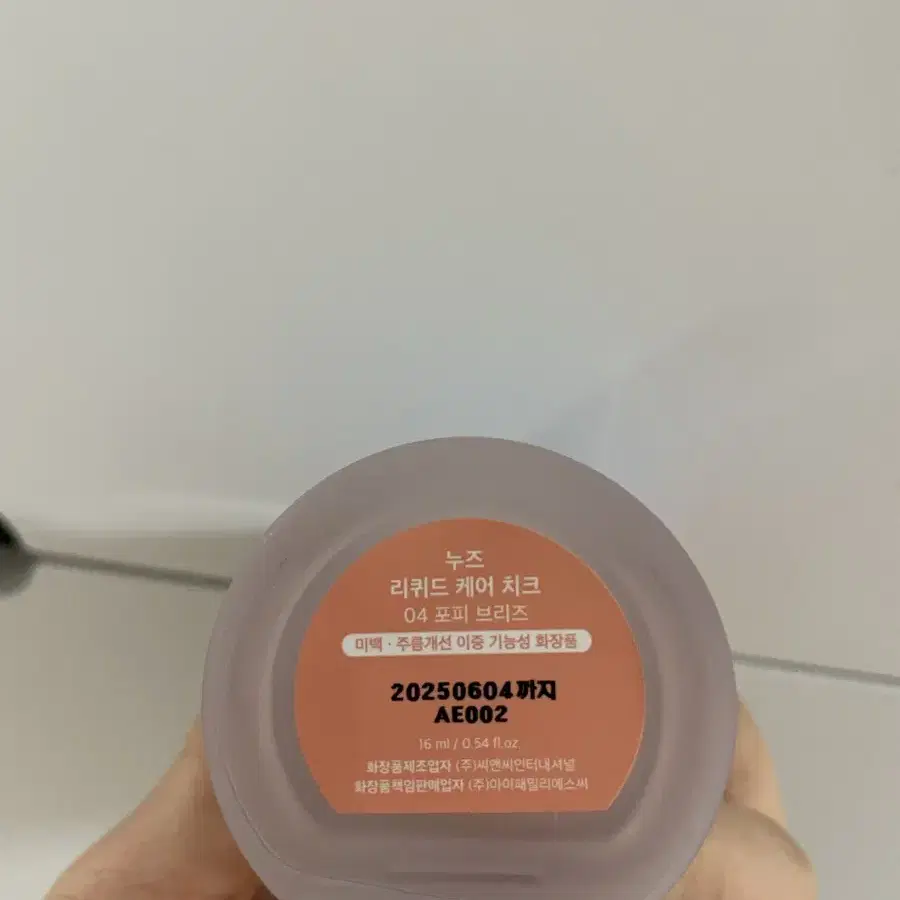 누즈
리퀴드 케어 치크
04 포피 브리즈
미백 · 주름개선 이중 기능성 화장품
20250604까지
AE002
16 ml / 0.54 fl.oz
화장품제조업자 (주)씨앤씨인터내셔널
화장품책임판매업자 (주)아이패밀리에스씨